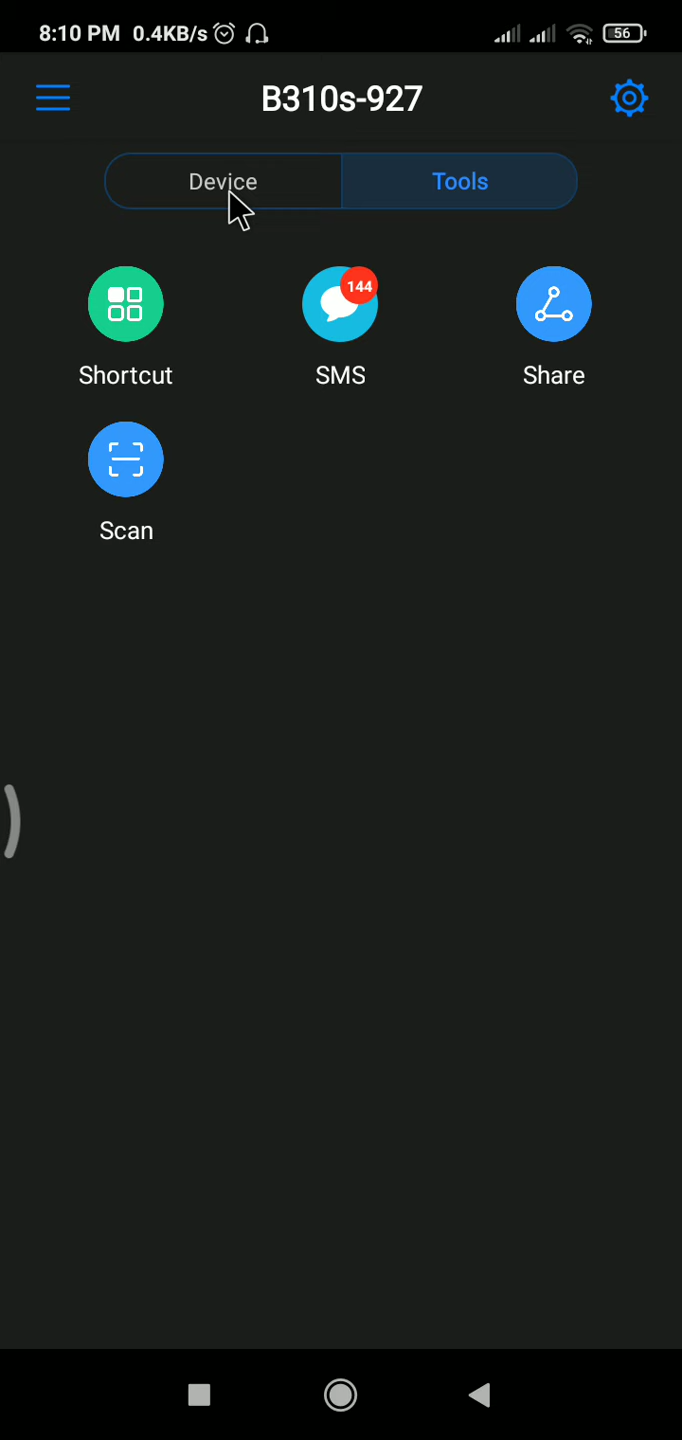 8:10 PM 0.4KB/s 56
B310s-927
Device Tools
144
Shortcut SMS Share
Scan